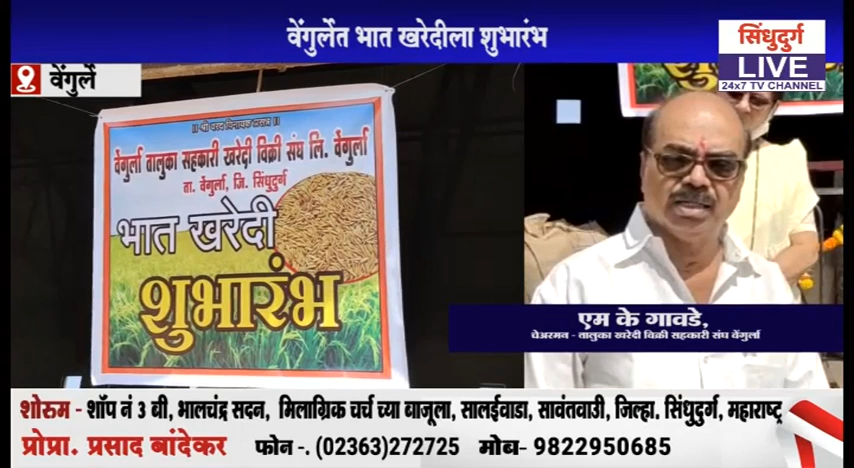 वेंगुर्लेत भात खरेदीला शुभारंभ
सिंधुदुर्ग
LIVE
24x7 TV CHANNEL
वेंगुर्ले
वेंगुर्ला तालुका सहकारी खरेदी विक्री संघ लि. वेंगुर्ला
ता. वेंगुर्ला, जि. सिंधुदुर्ग
भात खरेदी
शुभारंभ
एम के गावडे,
चेअरमन - तालुका खरेदी विक्री सहकारी संघ वेंगुर्ला
शोरूम - शॉप नं 3 बी, भालचंद्र सदन, मिलाग्रिक चर्च च्या बाजूला, सालईवाडा, सावंतवाडी, जिल्हा. सिंधुदुर्ग, महाराष्ट्र
प्रोप्रा. प्रसाद बांदेकर फोन -. (02363)272725 मोब- 9822950685